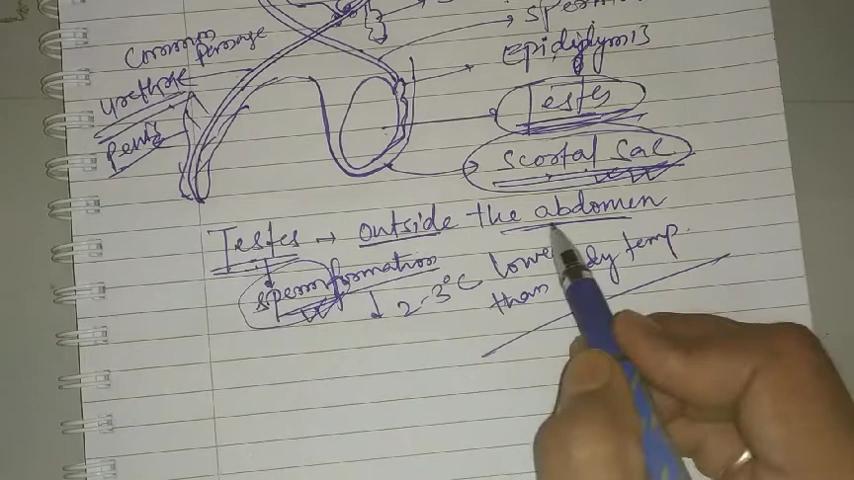 Common
Passage
urethra
Penis
epididymis
Testes
Scortal Sac
Testes → outside the abdomen
sperm formation
↓ 2-3°C lower body temp.
than